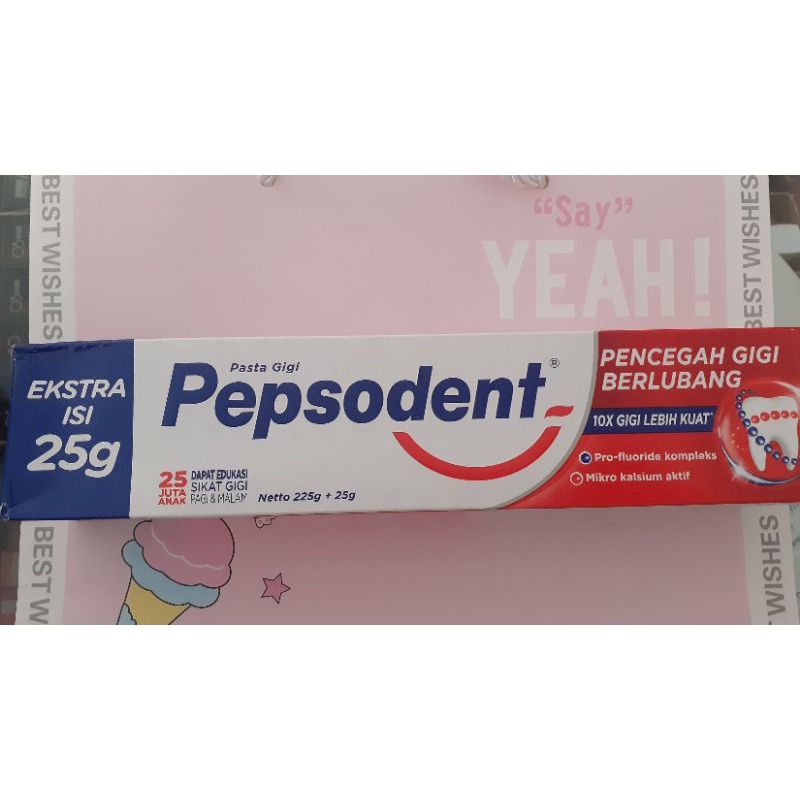 BEST WISHES
BEST WISHES
"Say"
YEAH!
EKSTRA
ISI
25g
Pasta Gigi
Pepsodent®
25
JUTA
ANAK
DAPAT EDUKASI
SIKAT GIGI
PAGI & MALAM
Netto 225g + 25g
PENCEGAH GIGI
BERLUBANG
10X GIGI LEBIH KUAT*
Pro-fluoride kompleks
Mikro kalsium aktif
BEST W
WISHES